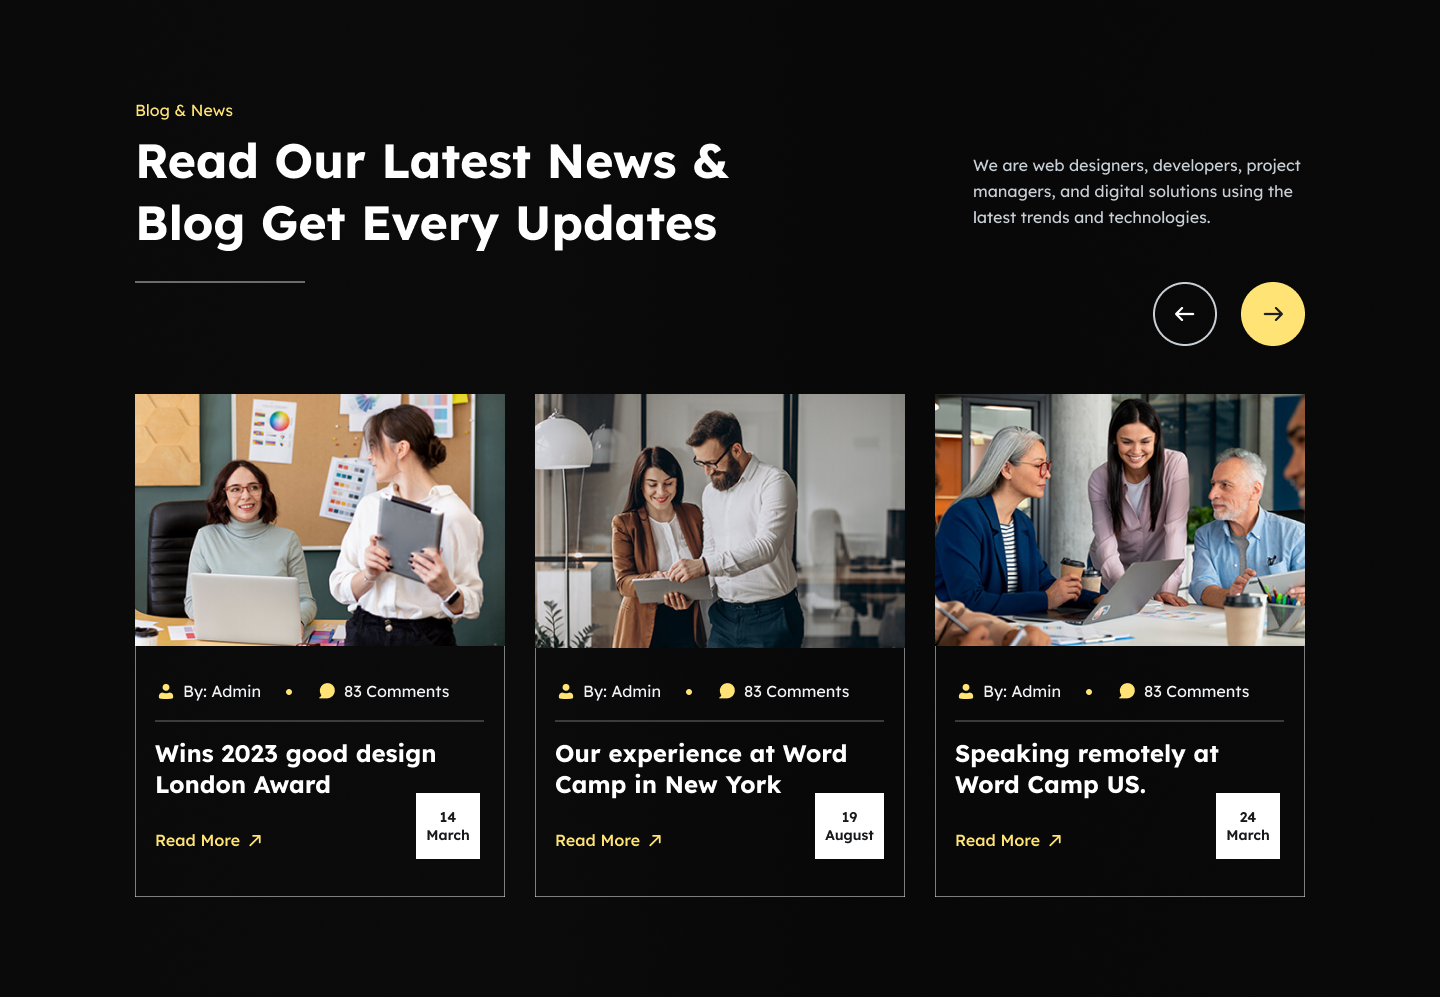 Blog & News
Read Our Latest News &
Blog Get Every Updates
We are web designers, developers, project
managers, and digital solutions using the
latest trends and technologies.
By: Admin
83 Comments
Wins 2023 good design
London Award
Read More
14
March
By: Admin
83 Comments
Our experience at Word
Camp in New York
Read More
19
August
By: Admin
83 Comments
Speaking remotely at
Word Camp US.
Read More
24
March